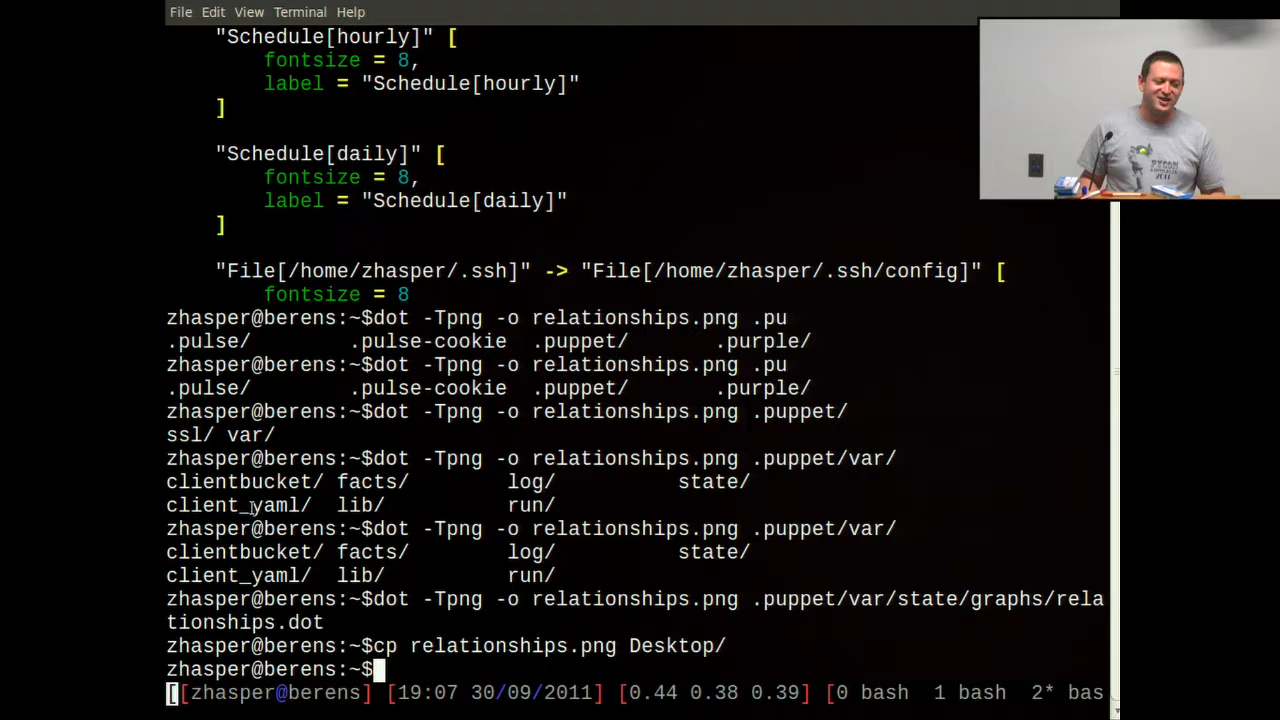 File Edit View Terminal Help
"Schedule[hourly]" [
fontsize = 8,
label = "Schedule[hourly]"
]
"Schedule[daily]" [
fontsize = 8,
label = "Schedule[daily]"
]
"File[/home/zhasper/.ssh]" -> "File[/home/zhasper/.ssh/config]" [
fontsize = 8
zhasper@berens:~$dot -Tpng -o relationships.png .pu
.pulse/ .pulse-cookie .puppet/ .purple/
zhasper@berens:~$dot -Tpng -o relationships.png .pu
.pulse/ .pulse-cookie .puppet/ .purple/
zhasper@berens:~$dot -Tpng -o relationships.png .puppet/
ssl/ var/
zhasper@berens:~$dot -Tpng -o relationships.png .puppet/var/
clientbucket/ facts/ log/ state/
client_yaml/ lib/ run/
zhasper@berens:~$dot -Tpng -o relationships.png .puppet/var/
clientbucket/ facts/ log/ state/
client_yaml/ lib/ run/
zhasper@berens:~$dot -Tpng -o relationships.png .puppet/var/state/graphs/rela
tionships.dot
zhasper@berens:~$cp relationships.png Desktop/
zhasper@berens:~$
[[zhasper@berens] [19:07 30/09/2011] [0.44 0.38 0.39] [0 bash 1 bash 2* bas
PYCON
AUSTRALIA
2011